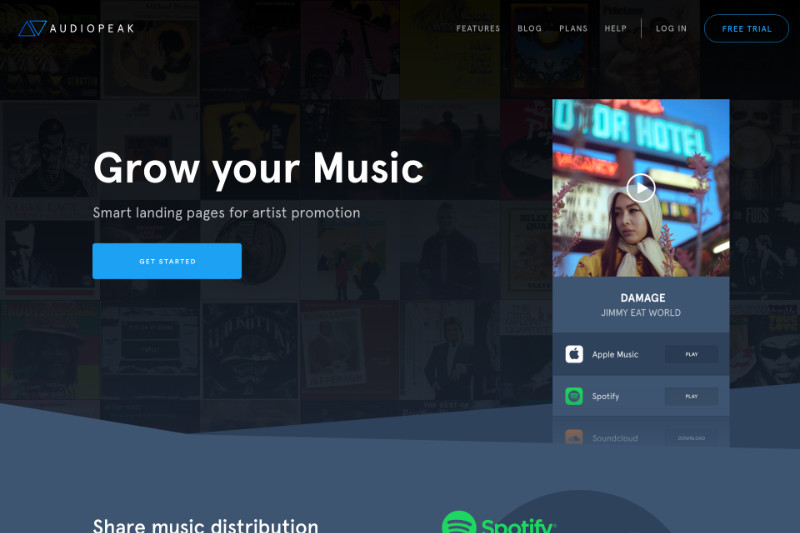 AUDIOPEAK
FEATURES BLOG PLANS HELP LOG IN FREE TRIAL
Grow your Music
Smart landing pages for artist promotion
GET STARTED
HOTEL
VACANCY
DAMAGE
JIMMY EAT WORLD
Apple Music PLAY
Spotify PLAY
Soundcloud DOWNLOAD
Share music distribution
Spotify